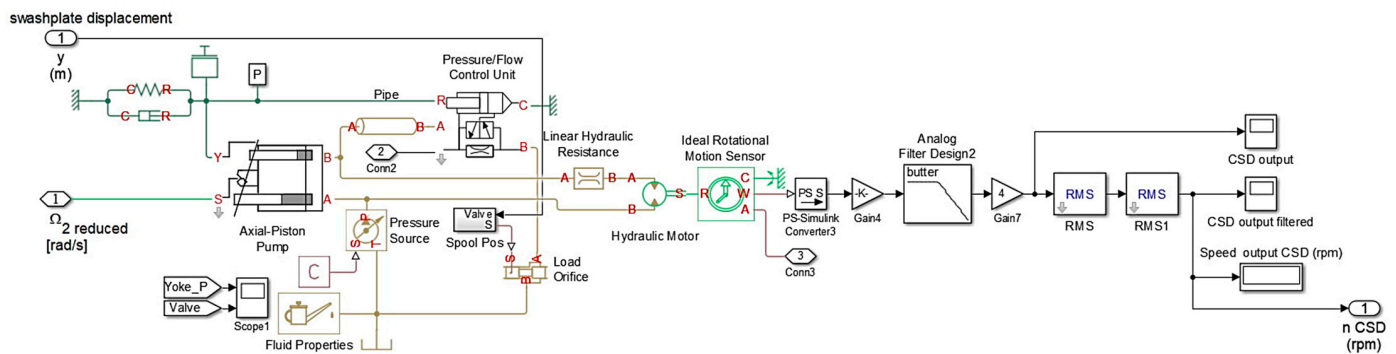 swashplate displacement
1
y
(m)
P
C R
C R
Pipe
Pressure/Flow
Control Unit
R
C
A B A
2
Conn2
B
Linear Hydraulic
Resistance
A B A
B
S
Hydraulic Motor
Ideal Rotational
Motion Sensor
R
C
W
A
3
Conn3
PS S
PS-Simulink
Converter3
-K-
Gain4
Analog
Filter Design2
butter
4
Gain7
RMS
RMS
RMS
RMS1
CSD output
CSD output filtered
Speed output CSD (rpm)
1
n CSD
(rpm)
Y
S
B
A
Axial-Piston
Pump
1
Ω2 reduced
[rad/s]
P
S
T
Pressure
Source
C
Valve
S
Spool Pos
S
A
B
Load
Orifice
Yoke_P
Valve
Scope1
Fluid Properties